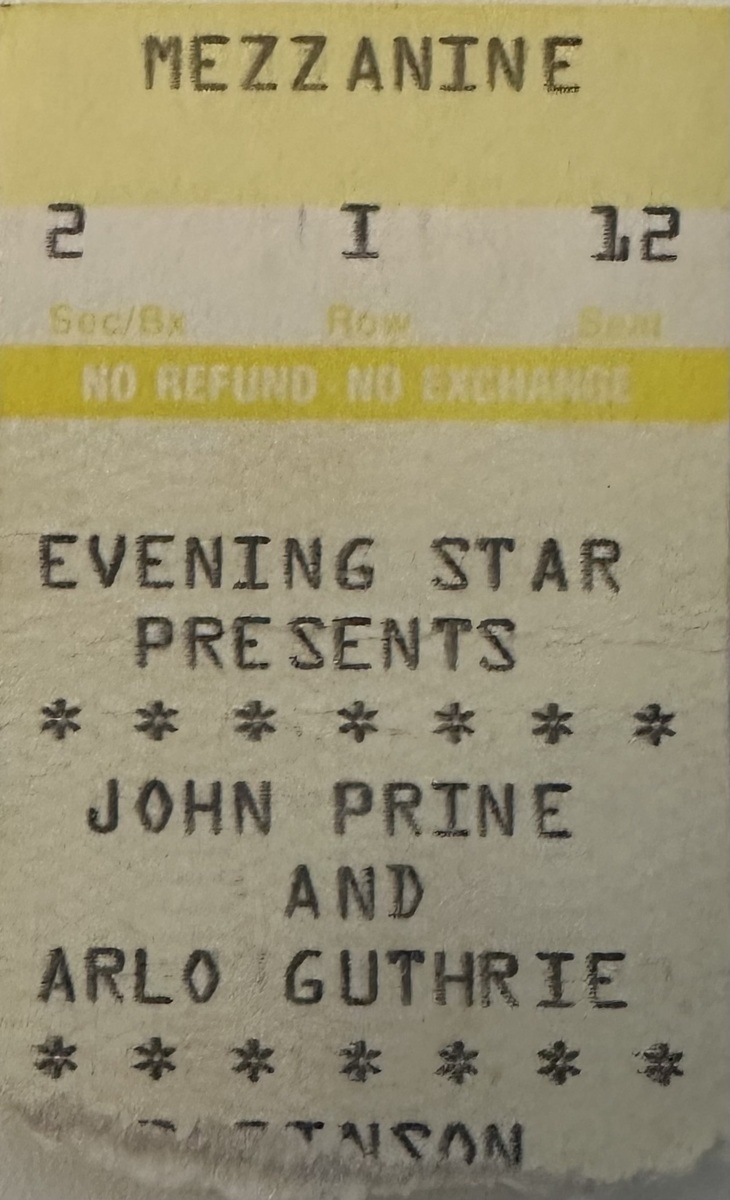 MEZZANINE
2 I 12
Sec/Bx Row Seat
NO REFUND · NO EXCHANGE
EVENING STAR
PRESENTS
* * * * * * *
JOHN PRINE
AND
ARLO GUTHRIE
* * * * * * *